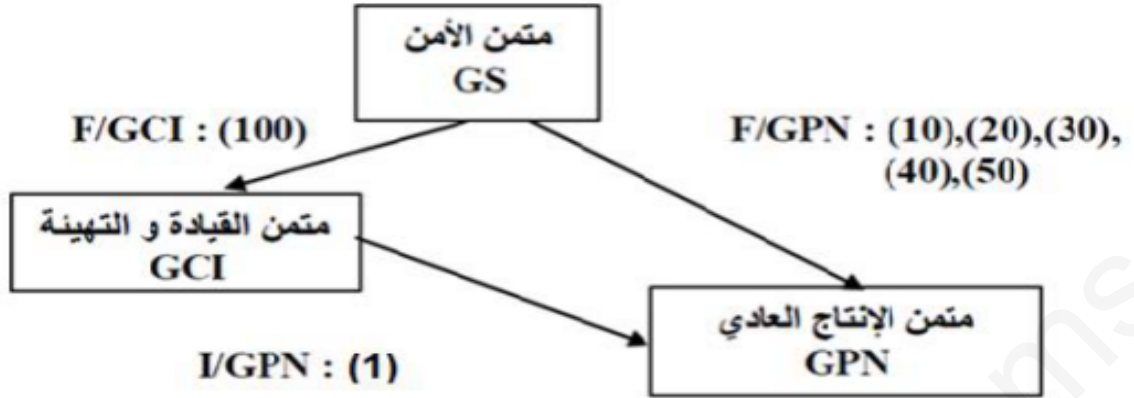 متمن الأمن
GS
F/GCI : (100)
F/GPN : (10),(20),(30),
(40),(50)
متمن القيادة و التهيئة
GCI
متمن الإنتاج العادي
GPN
I/GPN : (1)